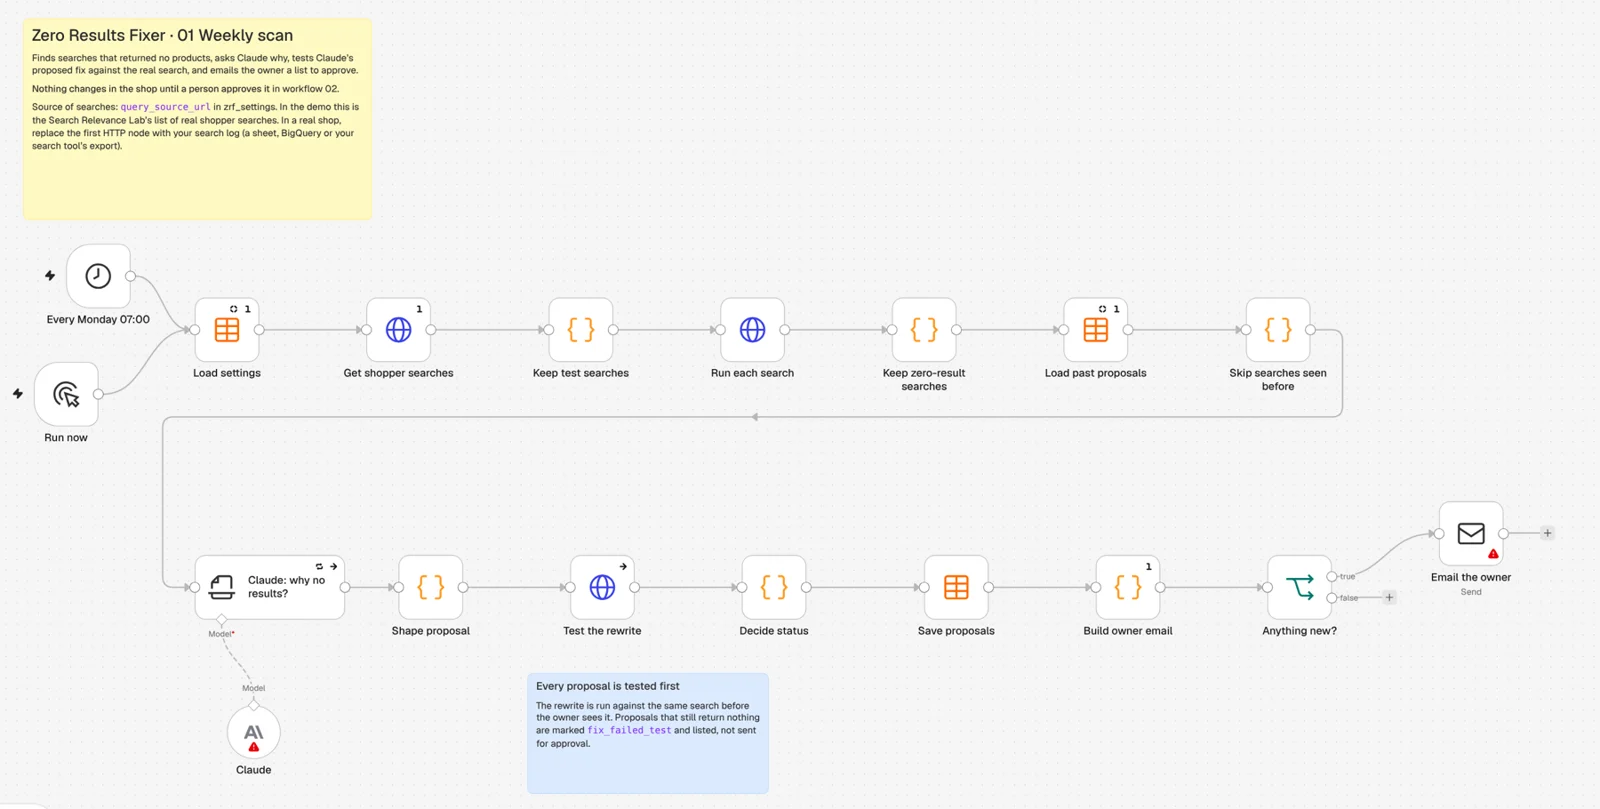 Zero Results Fixer · 01 Weekly scan
Finds searches that returned no products, asks Claude why, tests Claude's
proposed fix against the real search, and emails the owner a list to approve.
Nothing changes in the shop until a person approves it in workflow 02.
Source of searches: query_source_url in zrf_settings. In the demo this is
the Search Relevance Lab's list of real shopper searches. In a real shop,
replace the first HTTP node with your search log (a sheet, BigQuery or your
search tool's export).
Every Monday 07:00
Run now
1
Load settings
1
Get shopper searches
Keep test searches
Run each search
Keep zero-result
searches
1
Load past proposals
Skip searches seen
before
Claude: why no
results?
Model*
Model
Claude
Shape proposal
Test the rewrite
Decide status
Save proposals
1
Build owner email
Anything new?
true
false
Email the owner
Send
Every proposal is tested first
The rewrite is run against the same search before
the owner sees it. Proposals that still return nothing
are marked fix_failed_test and listed, not sent
for approval.